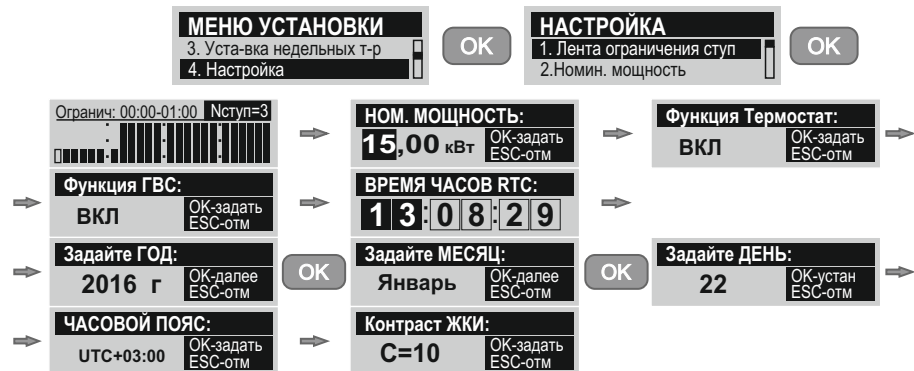 МЕНЮ УСТАНОВКИ
3. Уста-вка недельных т-р
4. Настройка
OK
НАСТРОЙКА
1. Лента ограничения ступ
2.Номин. мощность
OK
Огранич: 00:00-01:00 Nступ=3
НОМ. МОЩНОСТЬ:
15,00 кВт
OK-задать
ESC-отм
Функция Термостат:
ВКЛ
OK-задать
ESC-отм
Функция ГВС:
ВКЛ
OK-задать
ESC-отм
ВРЕМЯ ЧАСОВ RTC:
13:08:29
Задайте ГОД:
2016 г
OK-далее
ESC-отм
OK
Задайте МЕСЯЦ:
Январь
OK-далее
ESC-отм
OK
Задайте ДЕНЬ:
22
OK-устан
ESC-отм
ЧАСОВОЙ ПОЯС:
UTC+03:00
OK-задать
ESC-отм
Контраст ЖКИ:
C=10
OK-задать
ESC-отм